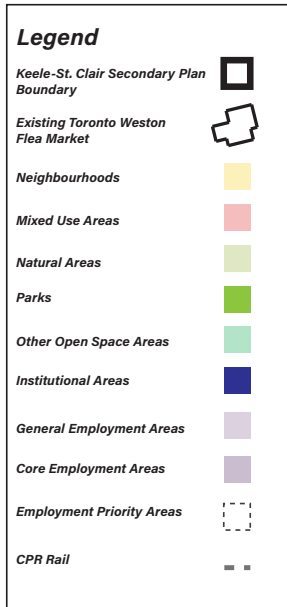 Legend
Keele-St. Clair Secondary Plan
Boundary
Existing Toronto Weston
Flea Market
Neighbourhoods
Mixed Use Areas
Natural Areas
Parks
Other Open Space Areas
Institutional Areas
General Employment Areas
Core Employment Areas
Employment Priority Areas
CPR Rail